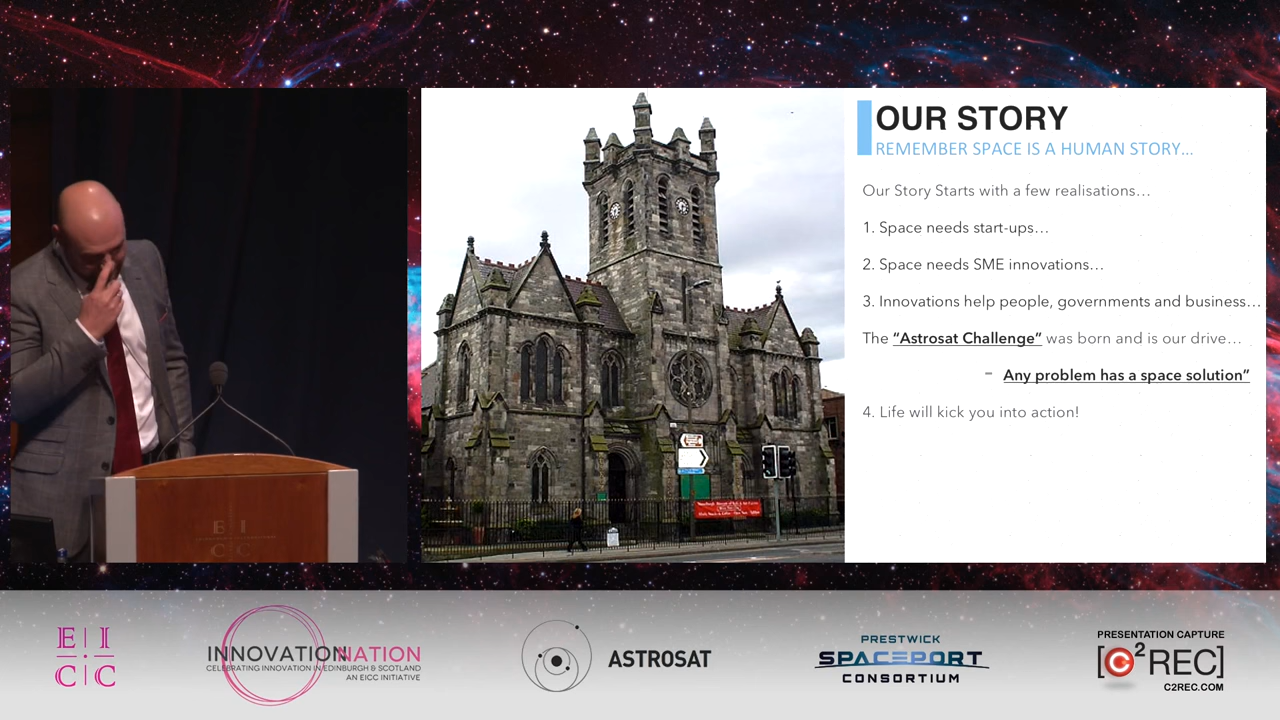 OUR STORY
REMEMBER SPACE IS A HUMAN STORY...
Our Story Starts with a few realisations...
1. Space needs start-ups...
2. Space needs SME innovations...
3. Innovations help people, governments and business...
The “Astrosat Challenge” was born and is our drive...
– Any problem has a space solution”
4. Life will kick you into action!
E I
C C
E I
C C
INNOVATIONNATION
CELEBRATING INNOVATION IN EDINBURGH & SCOTLAND
AN EICC INITIATIVE
ASTROSAT
PRESTWICK
SPACEPORT
CONSORTIUM
PRESENTATION CAPTURE
[C2REC]
C2REC.COM